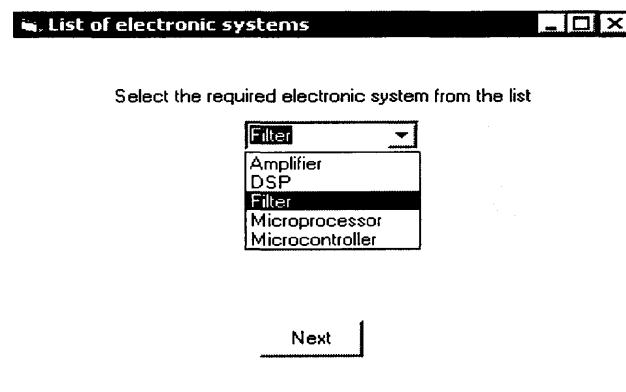 List of electronic systems
Select the required electronic system from the list
Filter
Amplifier
DSP
Filter
Microprocessor
Microcontroller
Next